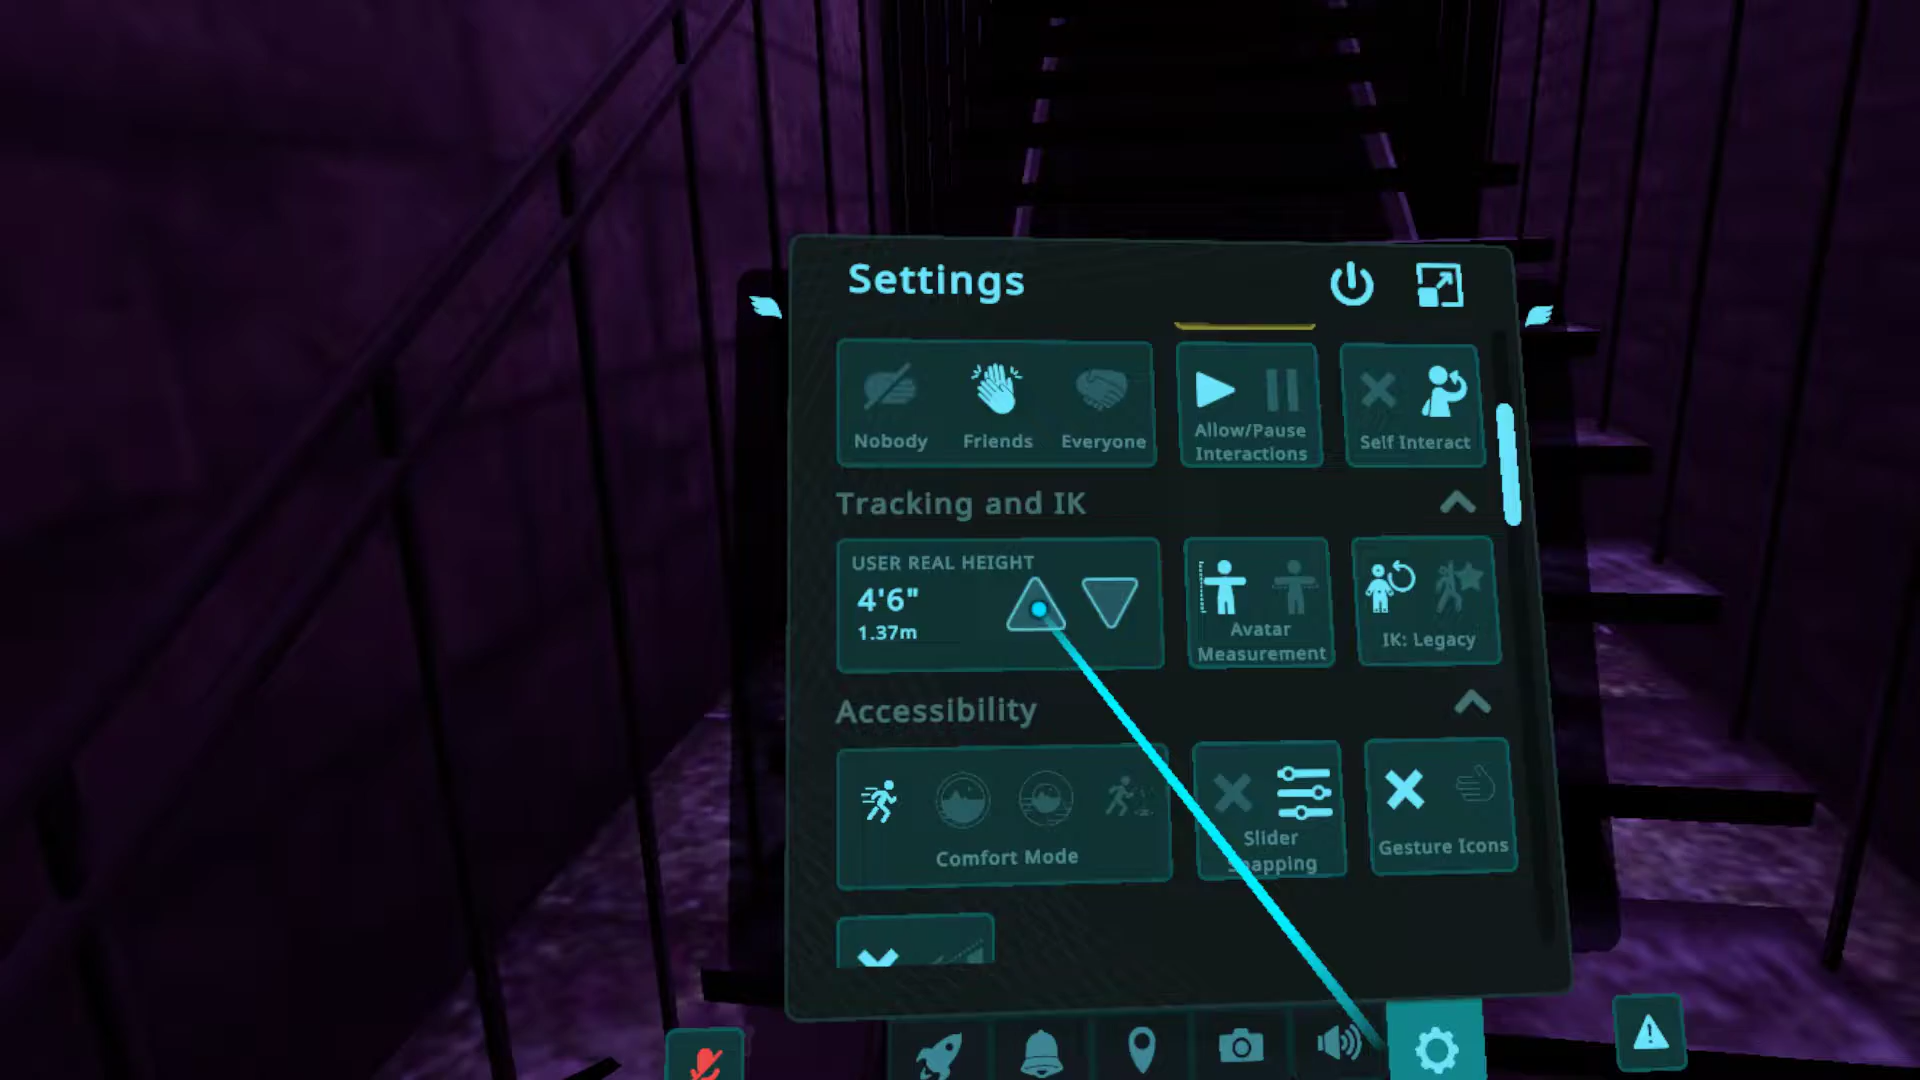 Settings
Nobody
Friends
Everyone
Allow/Pause
Interactions
Self Interact
Tracking and IK
USER REAL HEIGHT
4'6"
1.37m
Avatar
Measurement
IK: Legacy
Accessibility
Comfort Mode
Slider
Gesture Icons